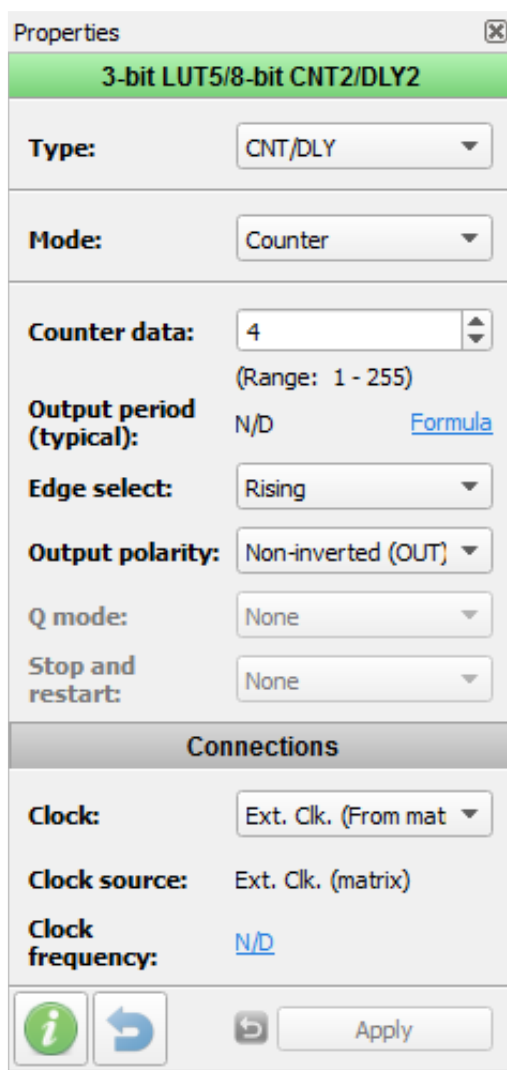 Properties
3-bit LUT5/8-bit CNT2/DLY2
Type: CNT/DLY
Mode: Counter
Counter data: 4
(Range: 1 - 255)
Output period (typical): N/D Formula
Edge select: Rising
Output polarity: Non-inverted (OUT)
Q mode: None
Stop and restart: None
Connections
Clock: Ext. Clk. (From mat
Clock source: Ext. Clk. (matrix)
Clock frequency: N/D
Apply